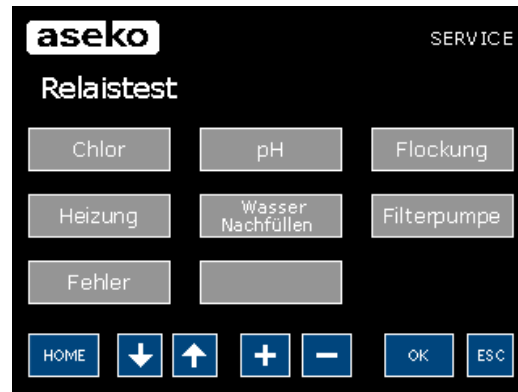 aseko
SERVICE
Relaistest
Chlor
pH
Flockung
Heizung
Wasser
Nachfüllen
Filterpumpe
Fehler
HOME
+
−
OK
ESC